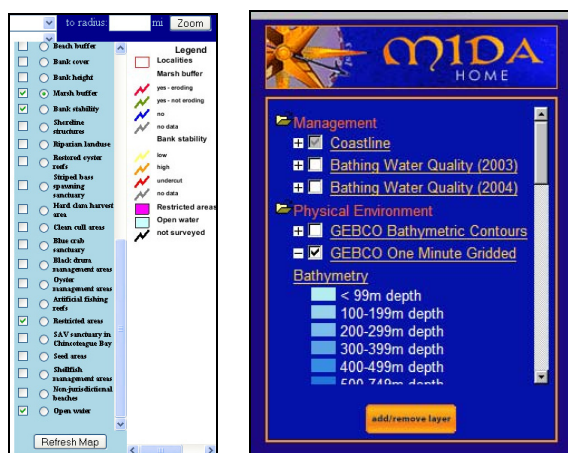 to radius: mi Zoom
Beach buffer
Bank cover
Bank height
Marsh buffer
Bank stability
Shoreline
structures
Riparian landuse
Restored oyster
reefs
Striped bass
spawning
sanctuary
Hard clam harvest
area
Clean cull areas
Blue crab
sanctuary
Black drum
management areas
Oyster
management areas
Artificial fishing
reefs
Restricted areas
SAV sanctuary in
Chincoteague Bay
Seed areas
Shellfish
management areas
Non-jurisdictional
beaches
Open water
Refresh Map
Legend
Localities
Marsh buffer
yes - eroding
yes - not eroding
no
no data
Bank stability
low
high
undercut
no data
Restricted areas
Open water
not surveyed
MIDA
HOME
Management
Coastline
Bathing Water Quality (2003)
Bathing Water Quality (2004)
Physical Environment
GEBCO Bathymetric Contours
GEBCO One Minute Gridded
Bathymetry
< 99m depth
100-199m depth
200-299m depth
300-399m depth
400-499m depth
500-749m depth
add/remove layer